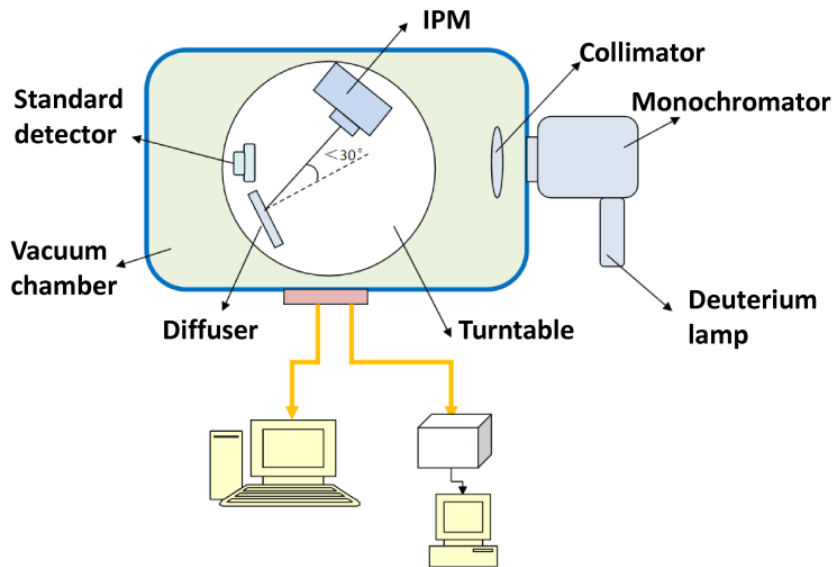 IPM
Collimator
Monochromator
Standard
detector
<30°
Vacuum
chamber
Diffuser
Turntable
Deuterium
lamp